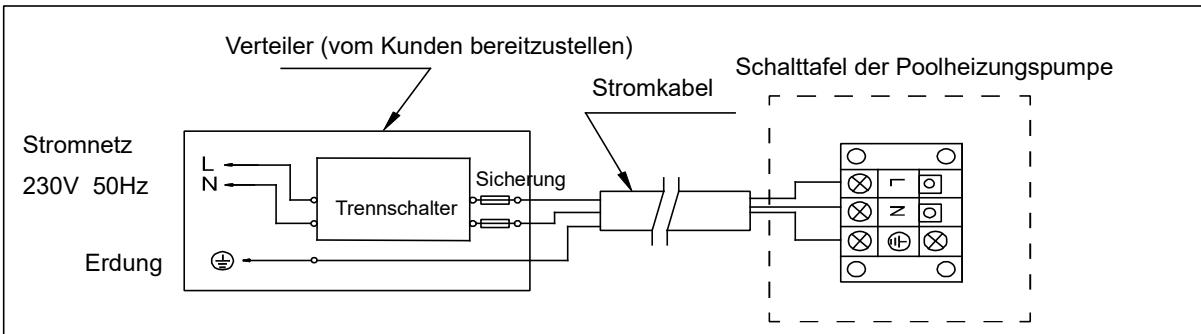 Verteiler (vom Kunden bereitzustellen)
Schalttafel der Poolheizungspumpe
Stromkabel
Stromnetz
230V 50Hz
L
N
Sicherung
Trennschalter
Erdung
L
N